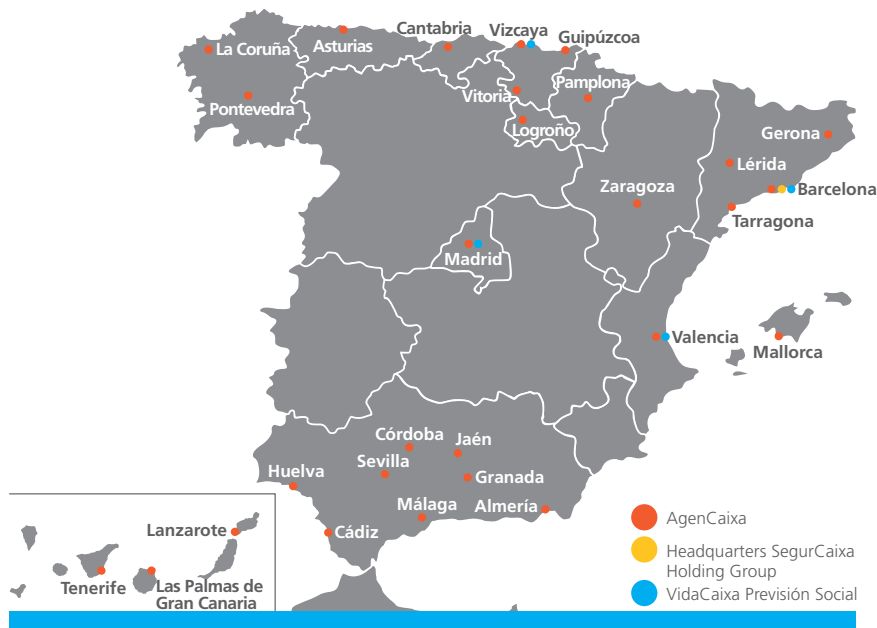 Cantabria
Vizcaya
Guipúzcoa
La Coruña
Asturias
Pamplona
Vitoria
Pontevedra
Logroño
Gerona
Lérida
Zaragoza
Barcelona
Tarragona
Madrid
Valencia
Mallorca
Córdoba
Jaén
Sevilla
Huelva
Granada
Málaga
Almería
Cádiz
Lanzarote
Tenerife
Las Palmas de
Gran Canaria
AgenCaixa
Headquarters SegurCaixa
Holding Group
VidaCaixa Previsión Social